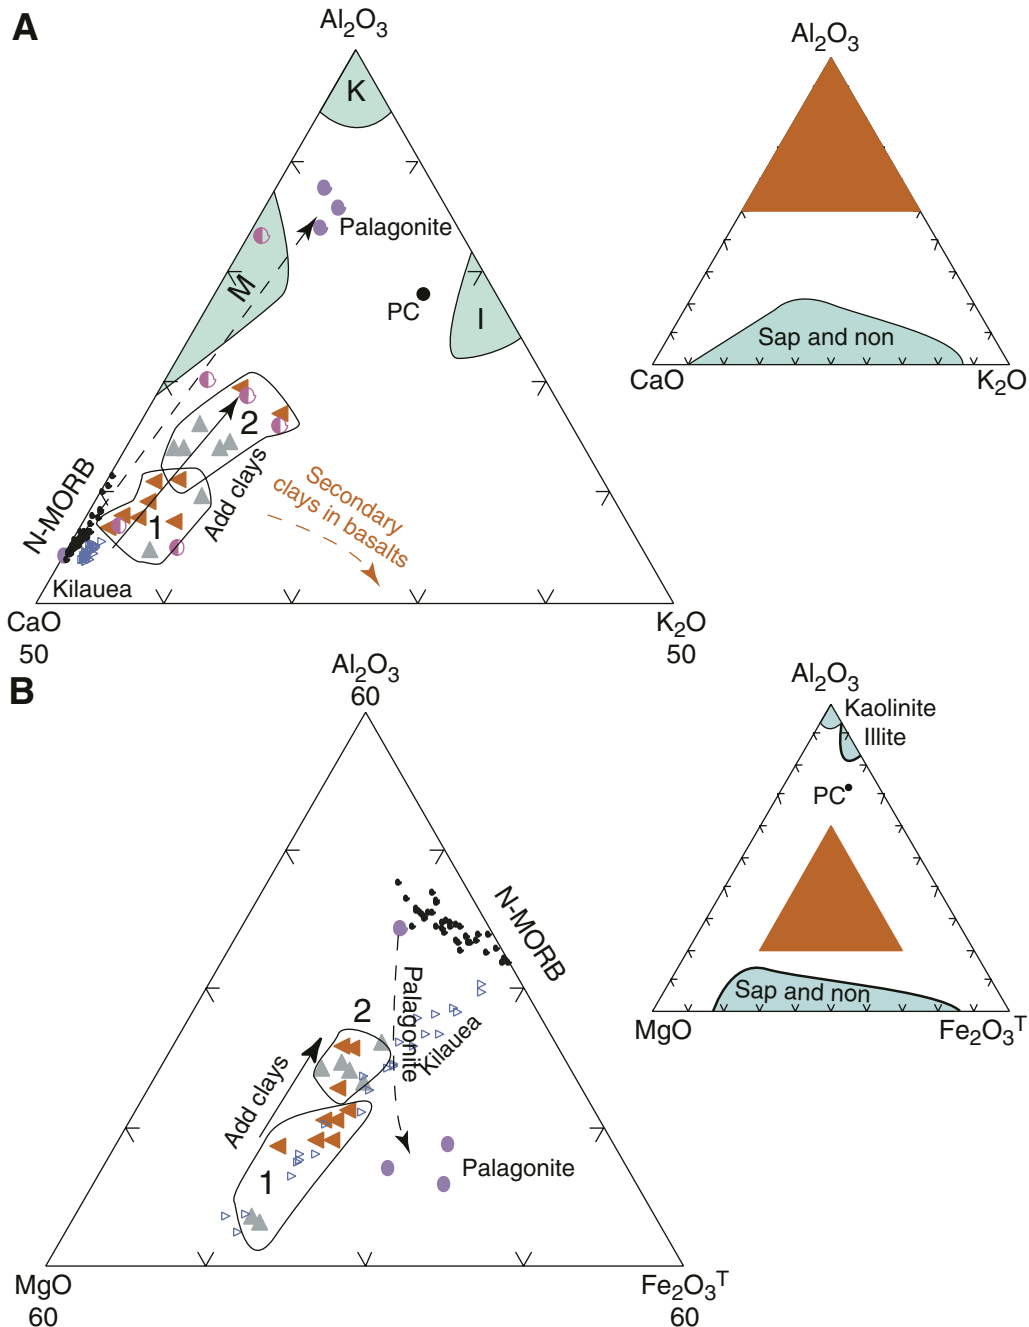 A
Al2O3
K
Palagonite
M
PC
I
2
N-MORB
Add clays
1
Secondary
clays in basalts
Kilauea
CaO
50
K2O
50
Al2O3
Sap and non
CaO
K2O
B
Al2O3
60
N-MORB
Palagonite
2
Kilauea
Add clays
1
Palagonite
MgO
60
Fe2O3T
60
Al2O3
Kaolinite
Illite
PC
Sap and non
MgO
Fe2O3T